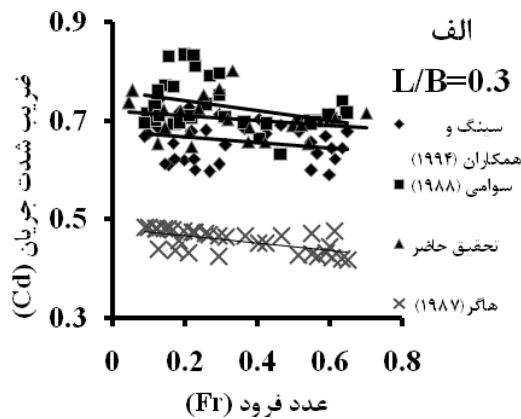 الف
L/B=0.3
سینگ و
همکاران (۱۹۹۴)
سوامی (۱۹۸۸)
تحقیق حاضر
هاگر (۱۹۸۷)
ضریب شدت جریان (Cd)
0.9
0.7
0.5
0.3
0 0.2 0.4 0.6 0.8
عدد فرود (Fr)